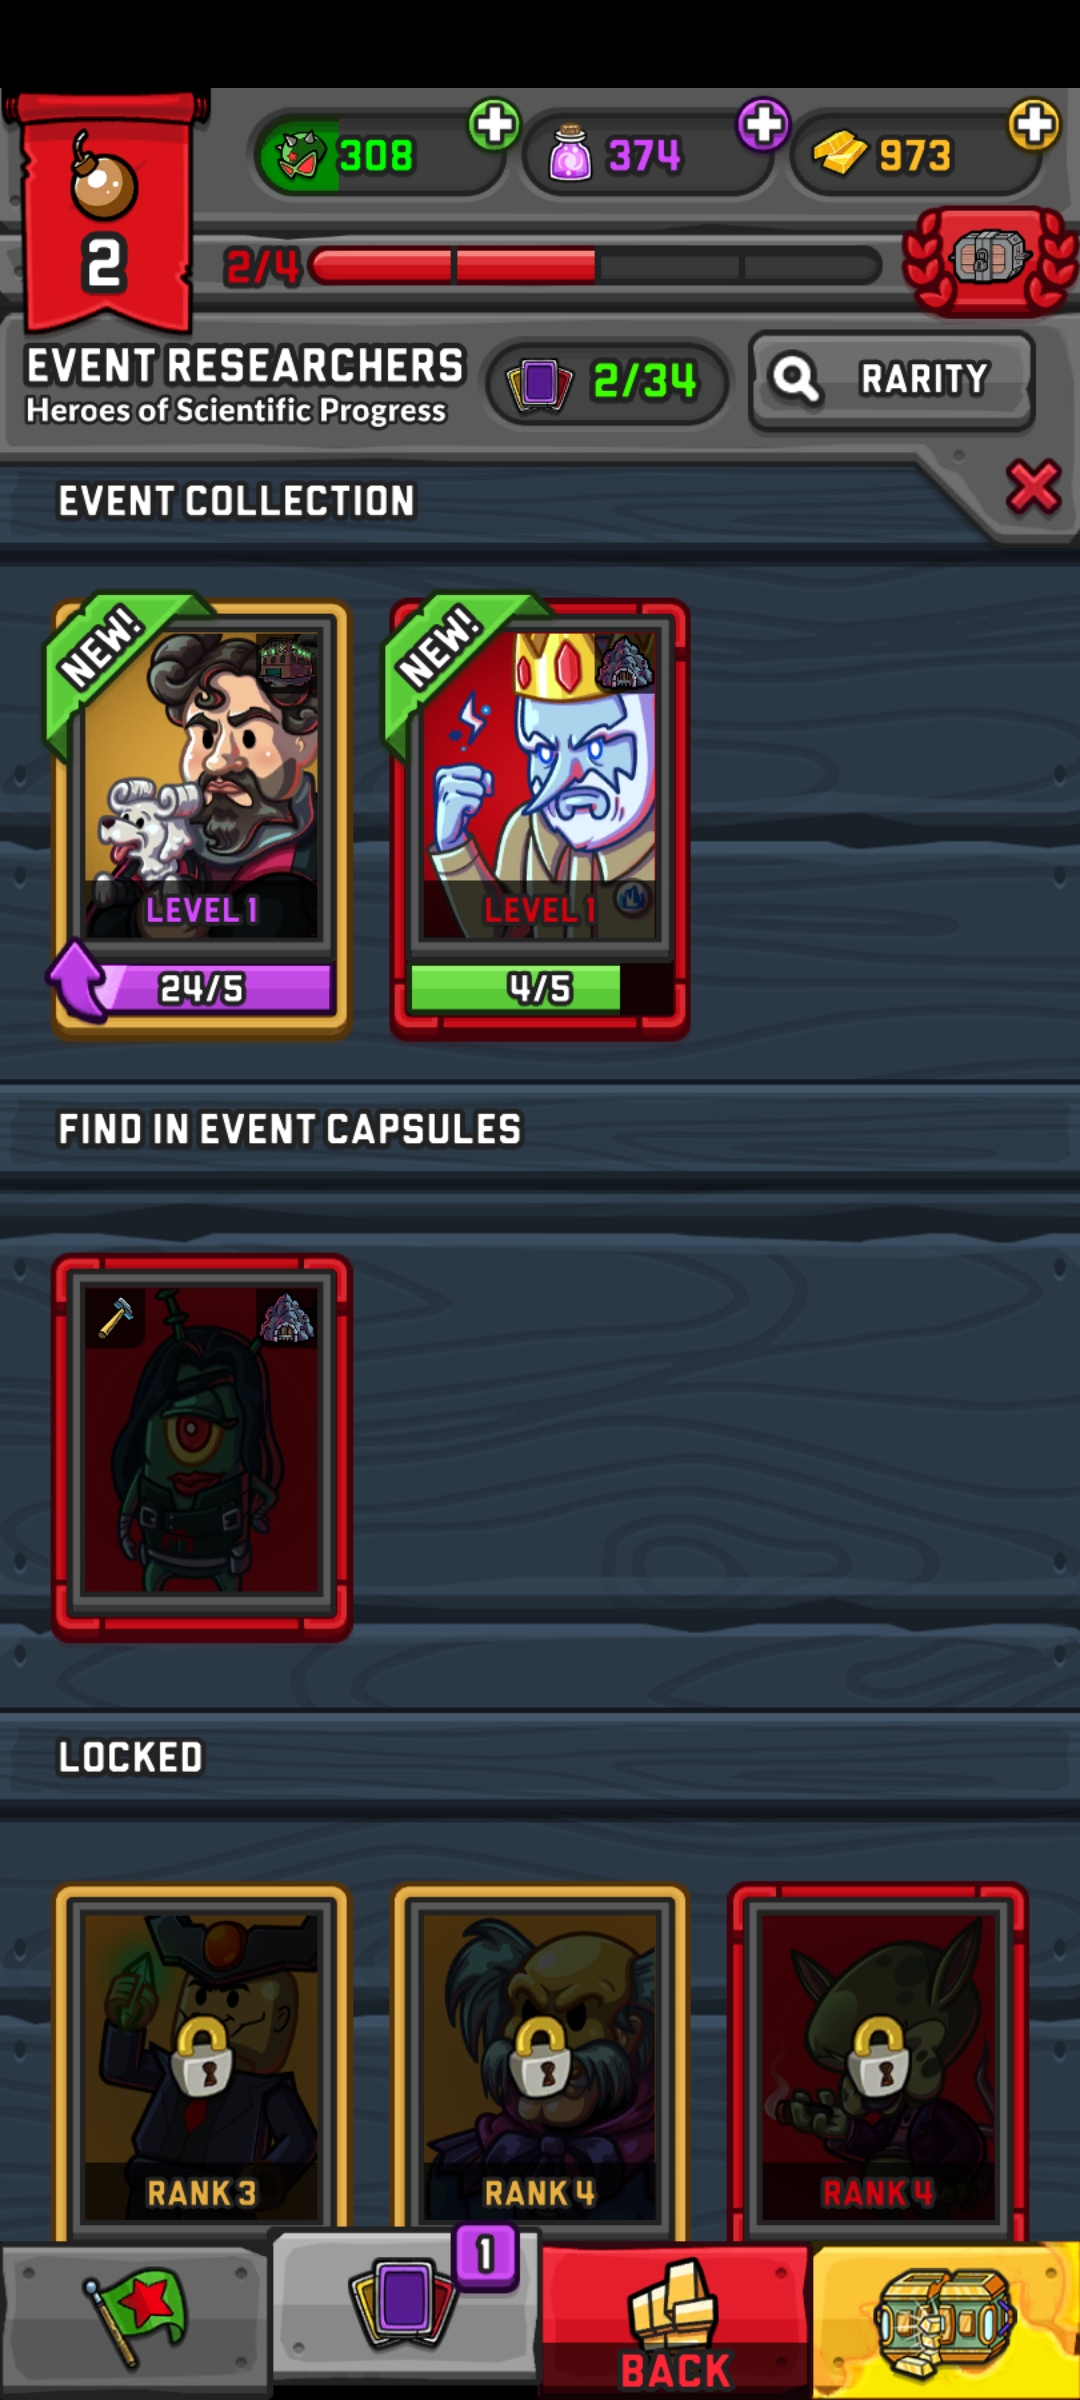 308
374
973
2
2/4
EVENT RESEARCHERS
Heroes of Scientific Progress
2/34
RARITY
EVENT COLLECTION
NEW!
NEW!
LEVEL 1
LEVEL 1
24/5
4/5
FIND IN EVENT CAPSULES
LOCKED
RANK 3
RANK 4
RANK 4
1
BACK